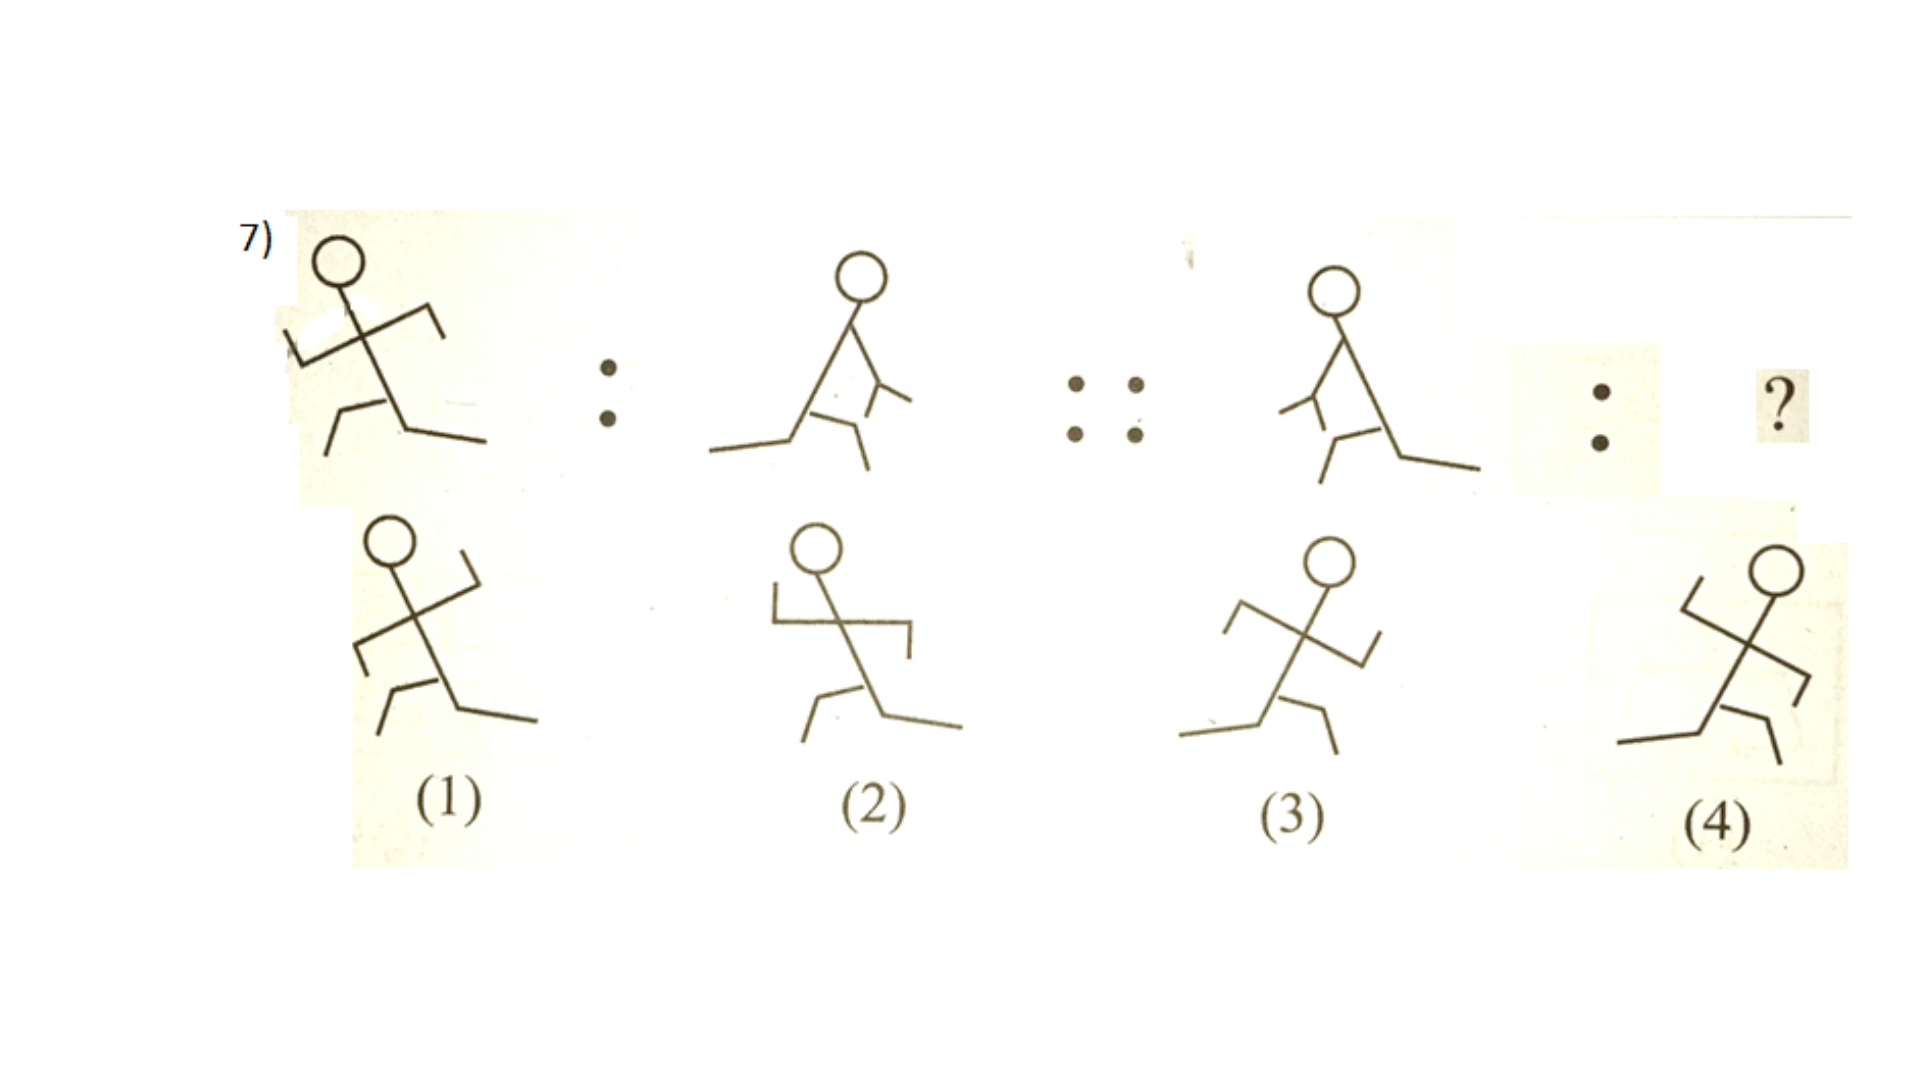 7)
: :: : ?
(1) (2) (3) (4)